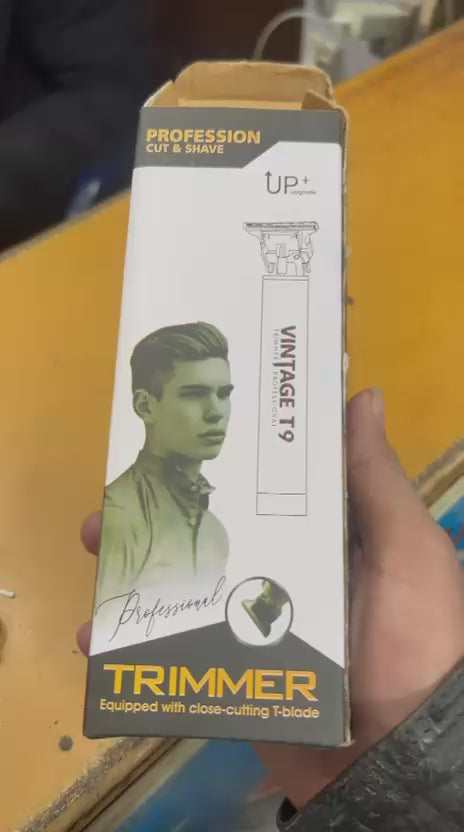 PROFESSION
CUT & SHAVE
UP+
upgrade
VINTAGE T9
TRIMMER PROFESSIONAL
Professional
TRIMMER
Equipped with close-cutting T-blade